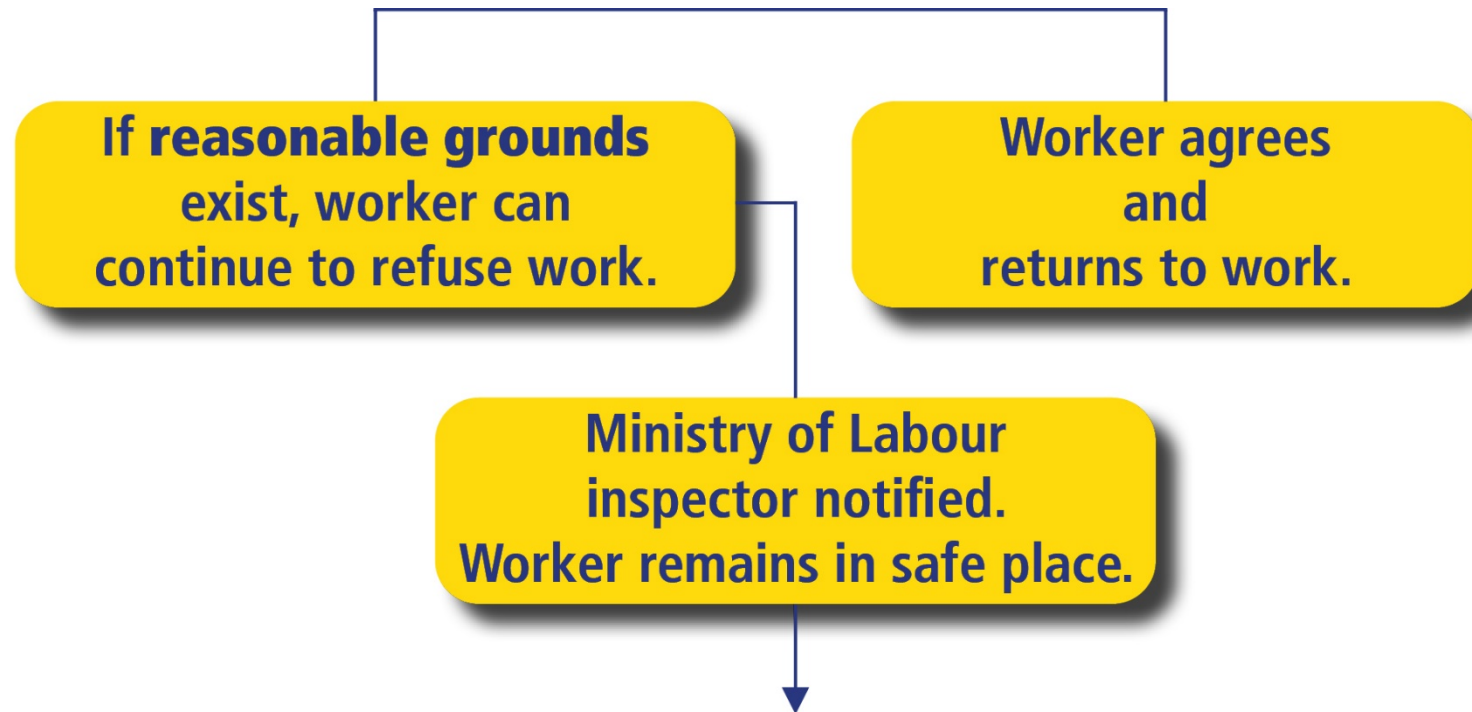 If reasonable grounds
exist, worker can
continue to refuse work.
Worker agrees
and
returns to work.
Ministry of Labour
inspector notified.
Worker remains in safe place.